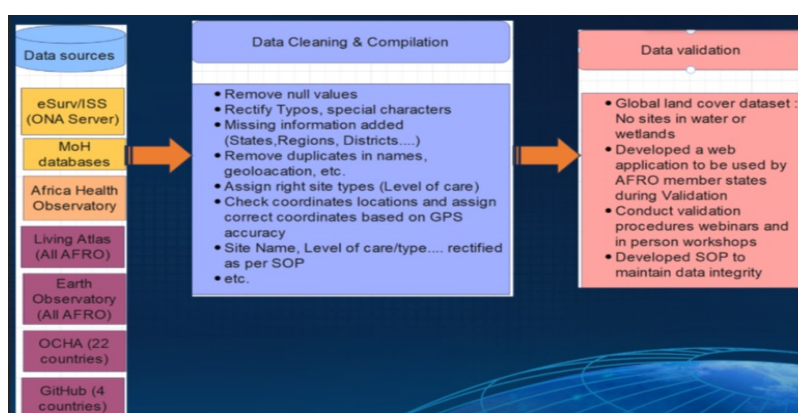 Data sources
eSurv/ISS
(ONA Server)
MoH
databases
Africa Health
Observatory
Living Atlas
(All AFRO)
Earth
Observatory
(All AFRO)
OCHA (22
countries)
GitHub (4
countries)
Data Cleaning & Compilation
• Remove null values
• Rectify Typos, special characters
• Missing information added
(States,Regions, Districts....)
• Remove duplicates in names,
geoloacation, etc.
• Assign right site types (Level of care)
• Check coordinates locations and assign
correct coordinates based on GPS
accuracy
• Site Name, Level of care/type.... rectified
as per SOP
• etc.
Data validation
• Global land cover dataset :
No sites in water or
wetlands
• Developed a web
application to be used by
AFRO member states
during Validation
• Conduct validation
procedures webinars and
in person workshops
• Developed SOP to
maintain data integrity